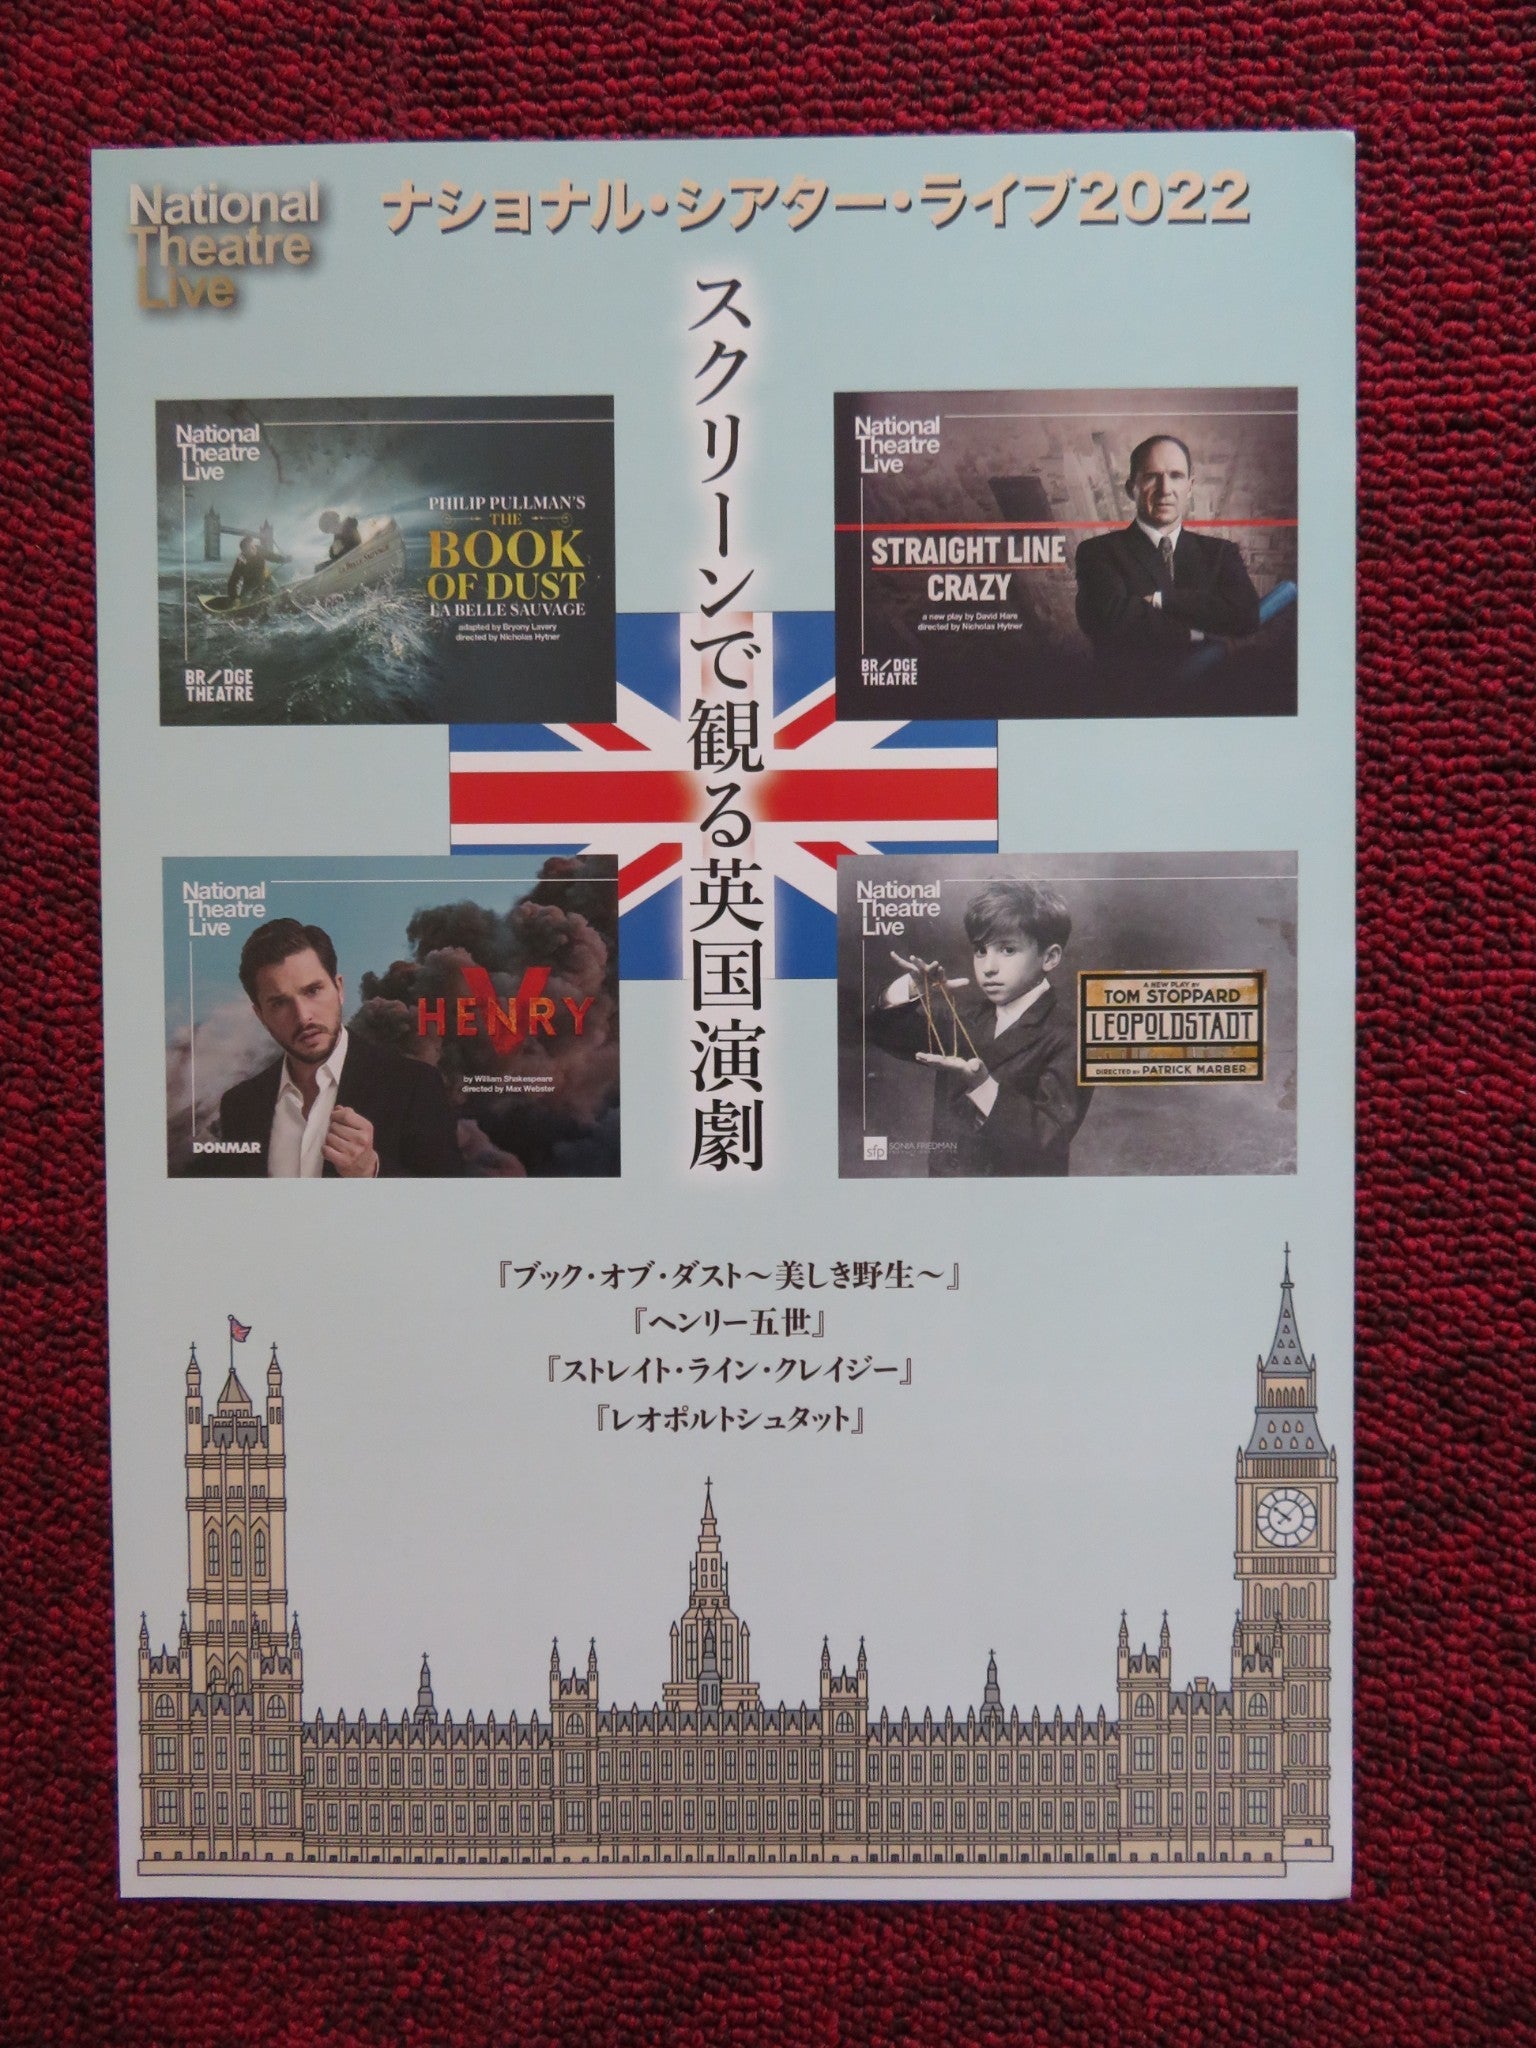 National
Theatre
Live
ナショナル・シアター・ライブ2022
スクリーンで観る英国演劇
National
Theatre
Live
PHILIP PULLMAN'S
THE
BOOK
OF DUST
LA BELLE SAUVAGE
adapted by Bryony Lavery
directed by Nicholas Hytner
LA BELLE SAUVAGE
BR/DGE
THEATRE
National
Theatre
Live
STRAIGHT LINE
CRAZY
a new play by David Hare
directed by Nicholas Hytner
BR/DGE
THEATRE
National
Theatre
Live
HENRY
V
by William Shakespeare
directed by Max Webster
DONMAR
National
Theatre
Live
A NEW PLAY BY
TOM STOPPARD
LEOPOLDSTADT
DIRECTED BY PATRICK MARBER
sfp
SONIA FRIEDMAN
『ブック・オブ・ダスト～美しき野生～』
『ヘンリー五世』
『ストレイト・ライン・クレイジー』
『レオポルトシュタット』